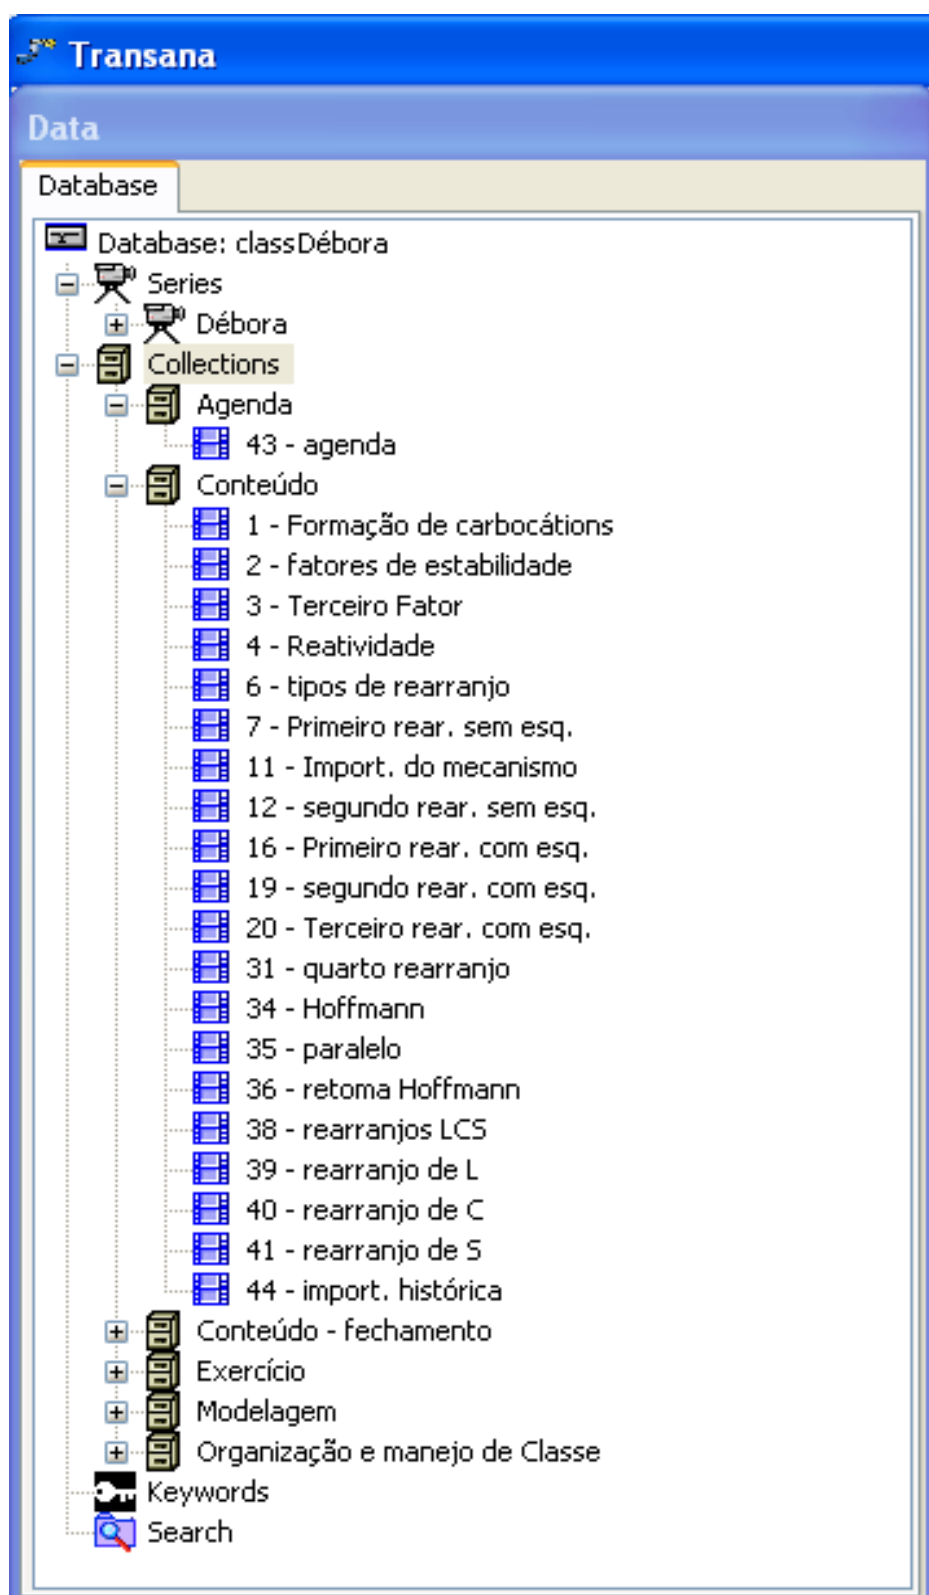 Transana
Data
Database
Database: classDébora
Series
Débora
Collections
Agenda
43 - agenda
Conteúdo
1 - Formação de carbocátions
2 - fatores de estabilidade
3 - Terceiro Fator
4 - Reatividade
6 - tipos de rearranjo
7 - Primeiro rear. sem esq.
11 - Import. do mecanismo
12 - segundo rear. sem esq.
16 - Primeiro rear. com esq.
19 - segundo rear. com esq.
20 - Terceiro rear. com esq.
31 - quarto rearranjo
34 - Hoffmann
35 - paralelo
36 - retoma Hoffmann
38 - rearranjos LCS
39 - rearranjo de L
40 - rearranjo de C
41 - rearranjo de S
44 - import. histórica
Conteúdo - fechamento
Exercício
Modelagem
Organização e manejo de Classe
Keywords
Search